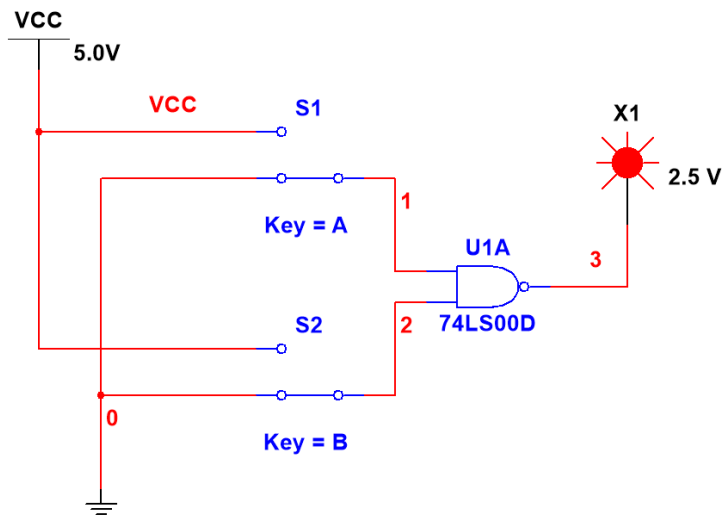 VCC
5.0V
VCC
S1
X1
2.5 V
1
Key = A
U1A
3
S2
2
74LS00D
0
Key = B